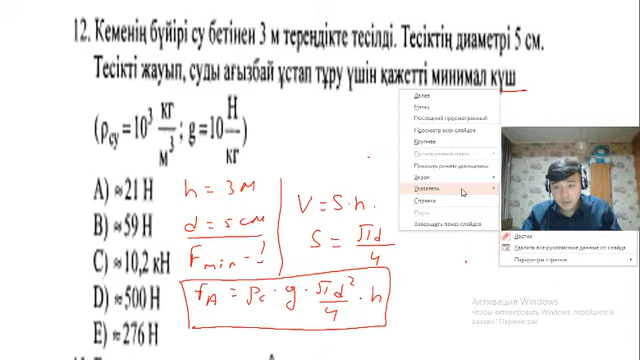 12. Кеменің бүйірі су бетінен 3 м тереңдікте тесілді. Тесіктің диаметрі 5 см.
Тесікті жауып, суды ағызбай ұстап тұру үшін қажетті минимал күш
(ρсу=10³ кг/м³; g=10 Н/кг)
A) ≈21 Н
B) ≈59 Н
C) ≈10,2 кН
D) ≈500 Н
E) ≈276 Н
h = 3 м
d = 5 см
Fmin - ?
V = S · h.
S = πd/4
FA = ρc · g · πd²/4 · h
Далее
Назад
Последний просмотренный
Просмотр всех слайдов
Крупнее
Показать режим докладчика
Экран
Указатель
Справка
Пауза
Завершить показ слайдов
Ластик
Удалить все рукописные данные со слайда
Параметры стрелки
Активация Windows
Чтобы активировать Windows, перейдите в
раздел "Параметры".